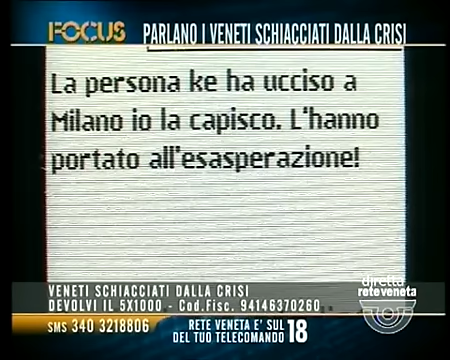 FOCUS PARLANO I VENETI SCHIACCIATI DALLA CRISI
La persona ke ha ucciso a
Milano io la capisco. L'hanno
portato all'esasperazione!
diretta
reteveneta
VENETI SCHIACCIATI DALLA CRISI
DEVOLVI IL 5X1000 - Cod.Fisc. 94146370260
SMS 340 3218806 RETE VENETA E' SUL
DEL TUO TELECOMANDO 18